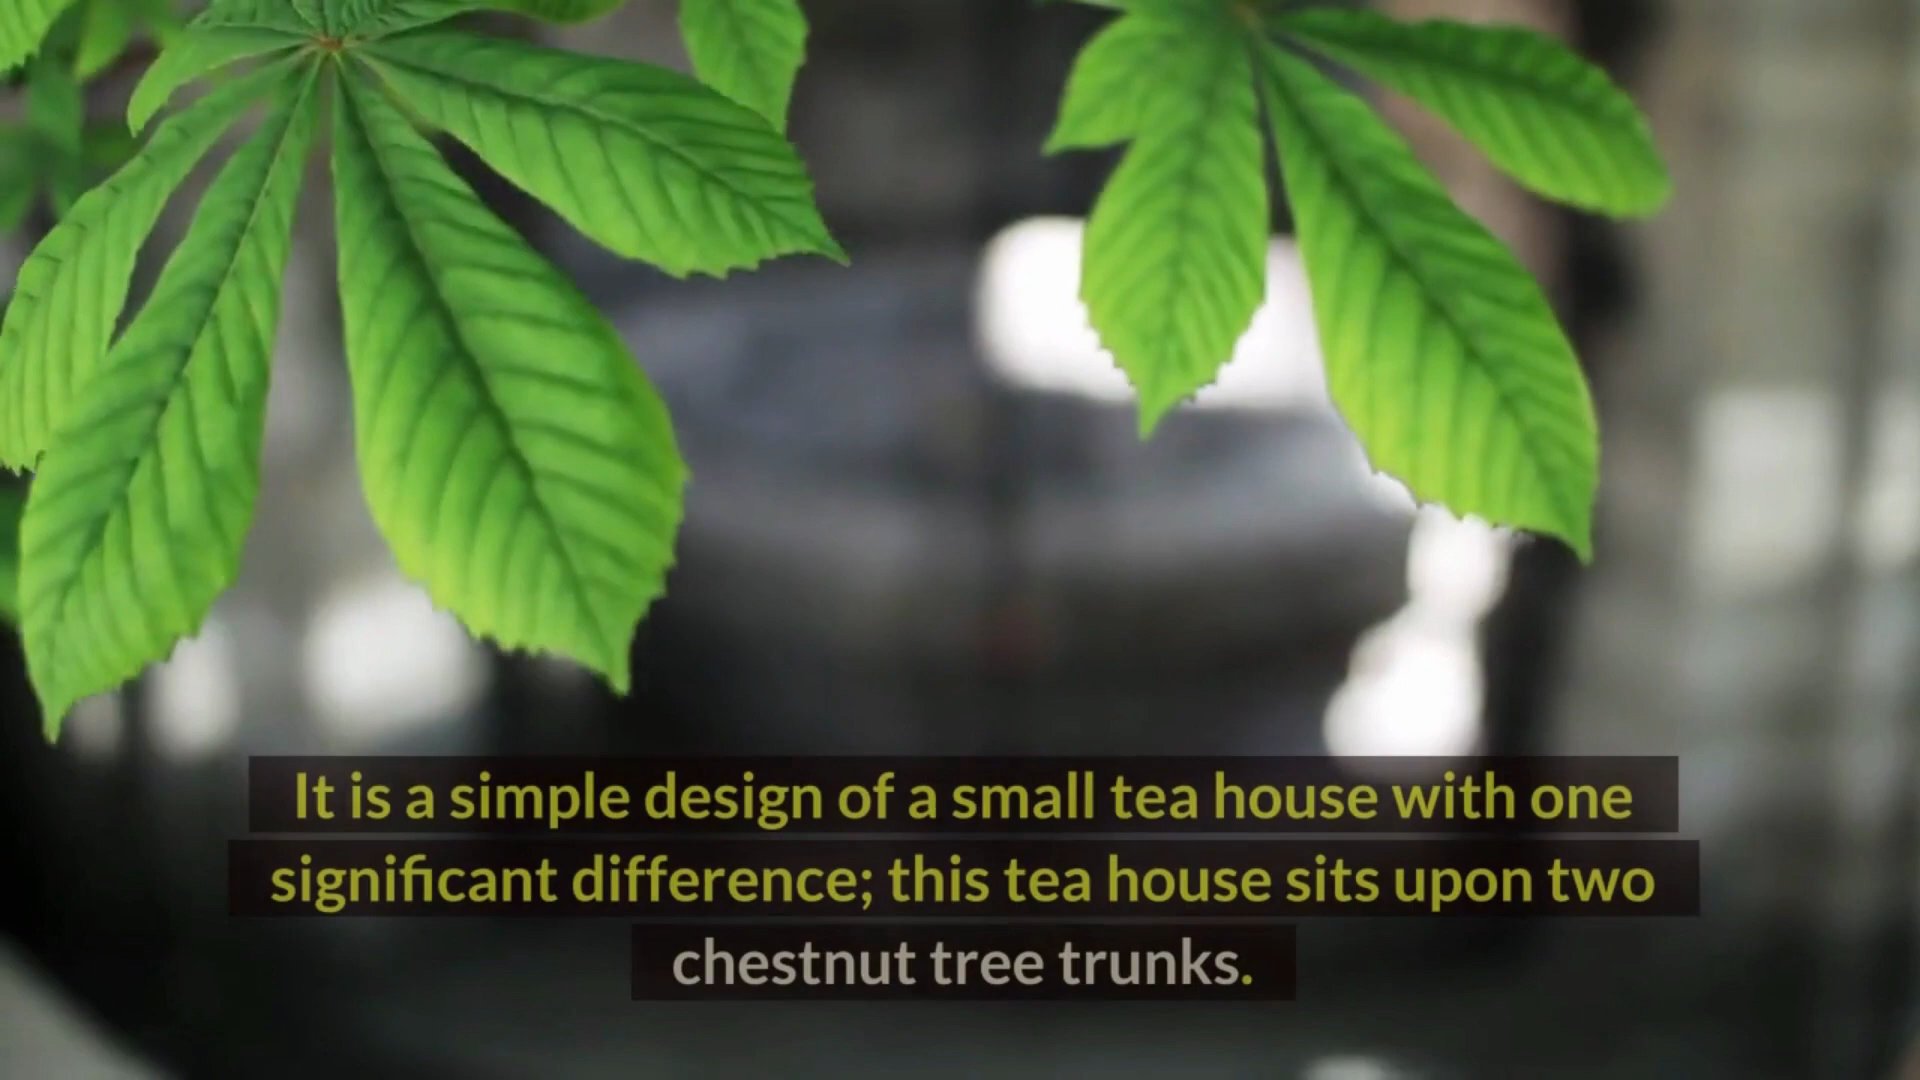 It is a simple design of a small tea house with one
significant difference; this tea house sits upon two
chestnut tree trunks.